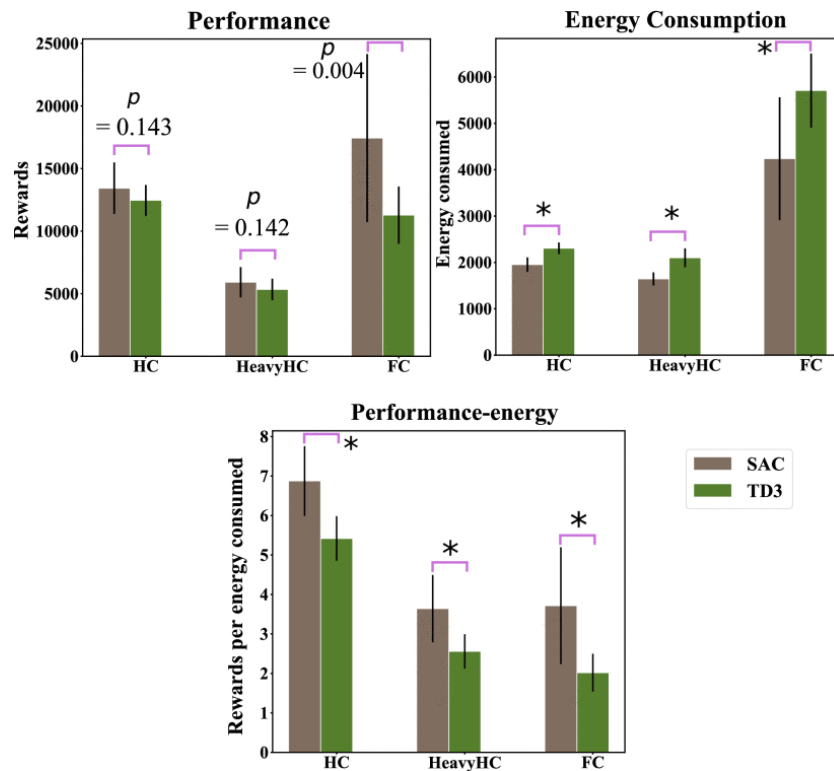 Performance
Rewards
25000
20000
15000
10000
5000
0
p
= 0.143
p
= 0.142
p
= 0.004
HC
HeavyHC
FC
Energy Consumption
Energy consumed
6000
5000
4000
3000
2000
1000
0
*
*
*
HC
HeavyHC
FC
Performance-energy
Rewards per energy consumed
8
7
6
5
4
3
2
1
0
*
*
*
HC
HeavyHC
FC
SAC
TD3